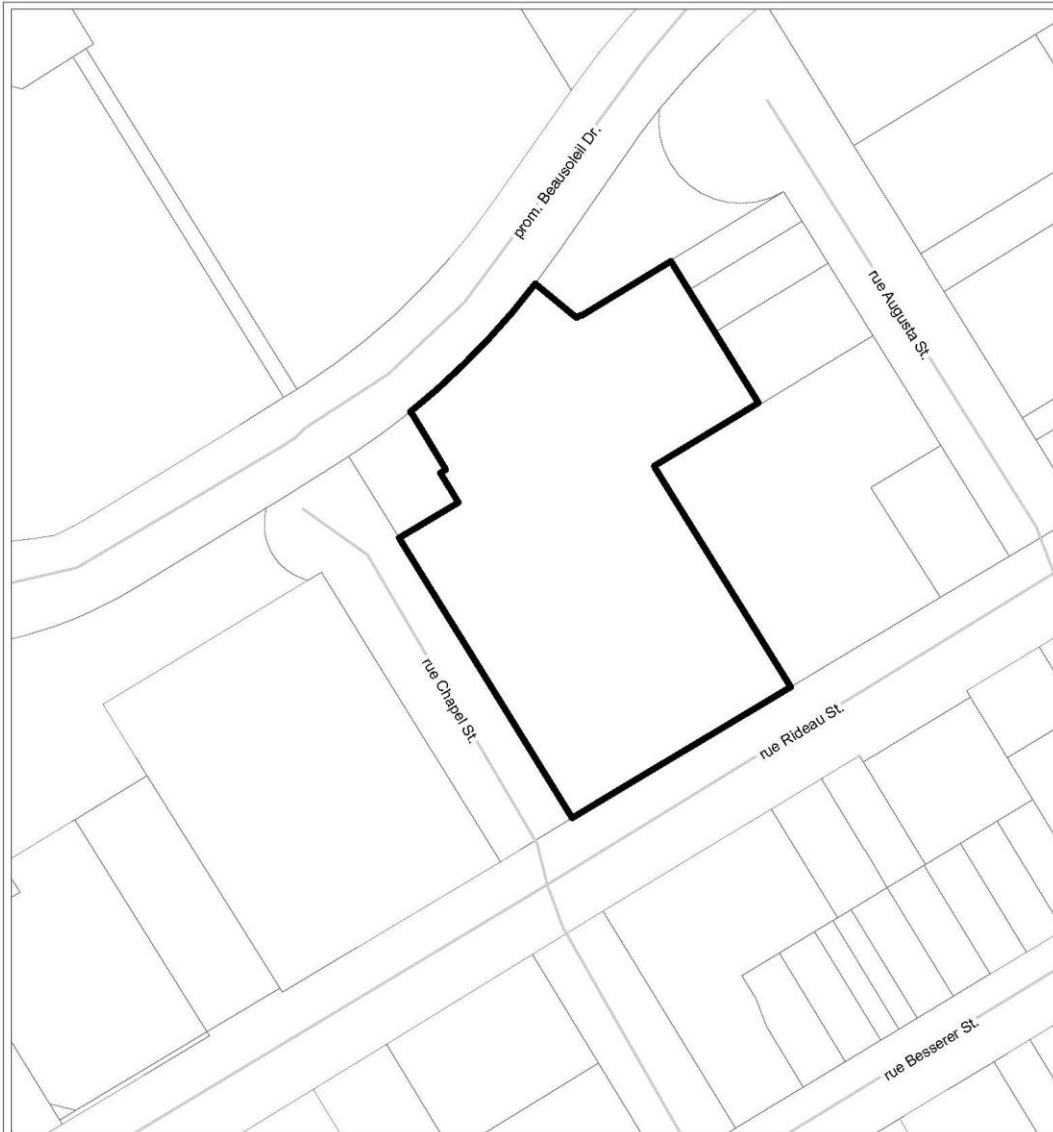 prom. Beausoleil Dr.
rue Augusta St.
rue Chapel St.
rue Rideau St.
rue Besserer St.